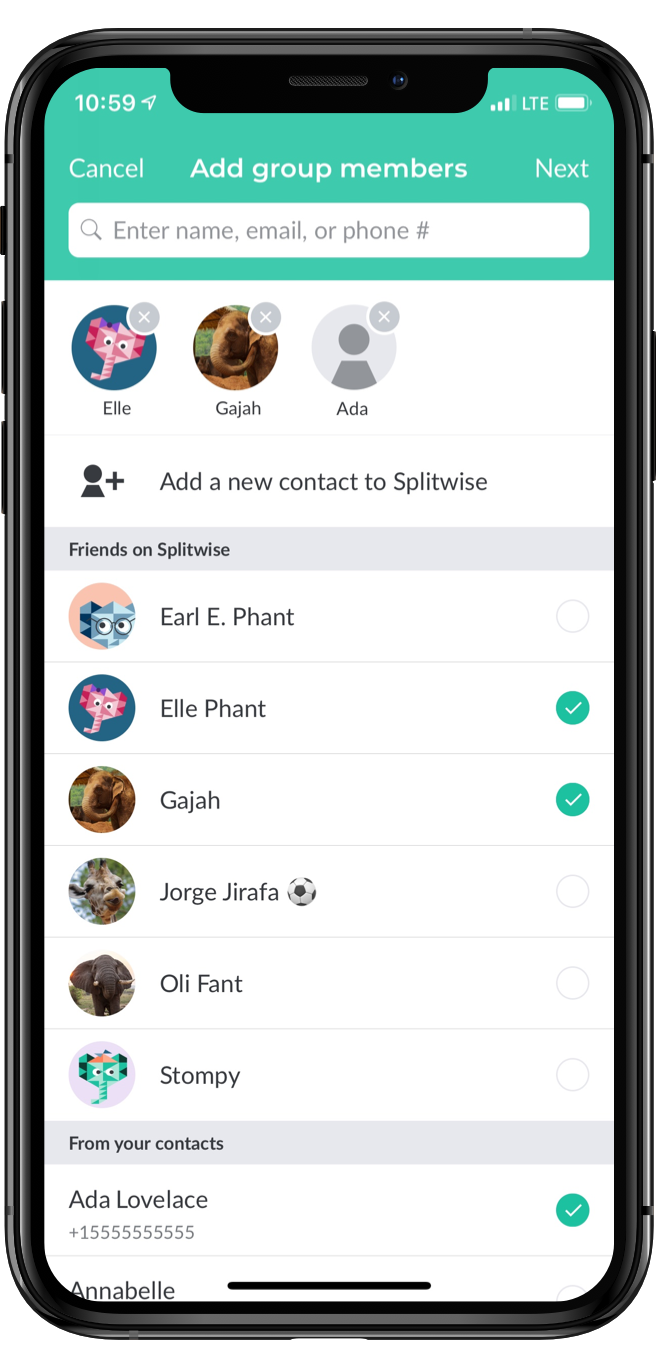 10:59 LTE
Cancel Add group members Next
Enter name, email, or phone #
Elle Gajah Ada
Add a new contact to Splitwise
Friends on Splitwise
Earl E. Phant
Elle Phant
Gajah
Jorge Jirafa ⚽
Oli Fant
Stompy
From your contacts
Ada Lovelace
+15555555555
Annabelle